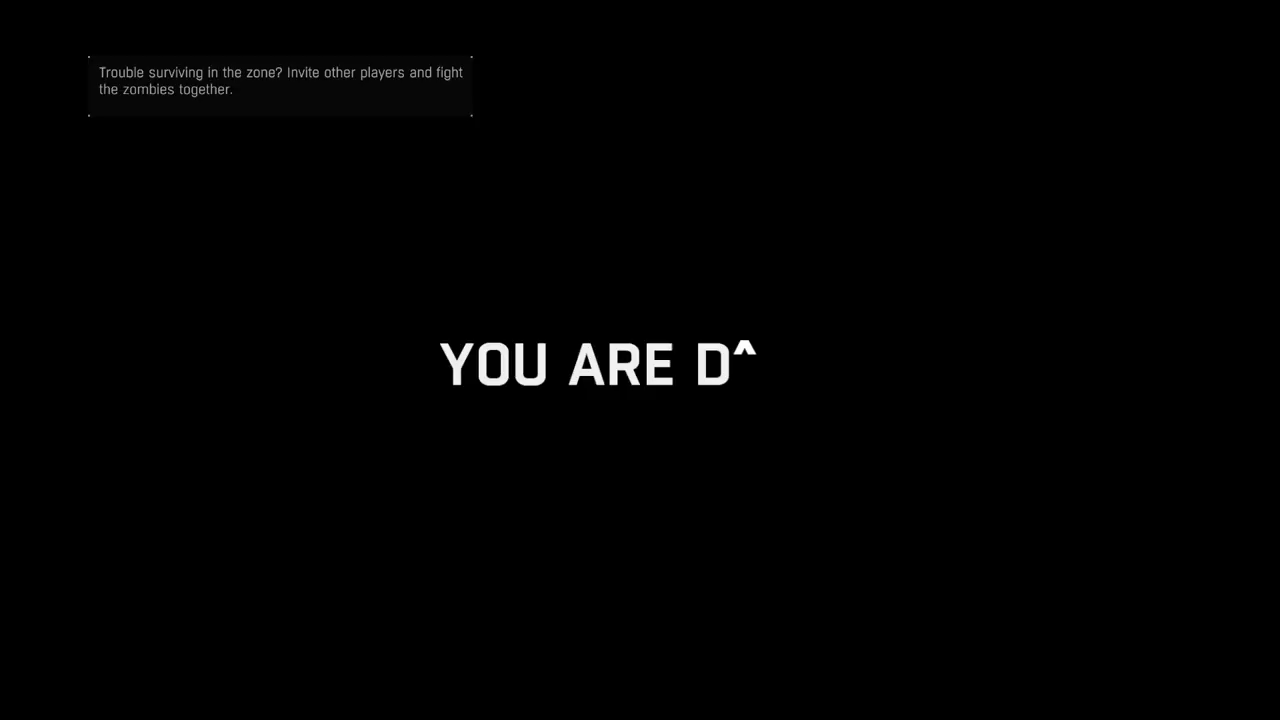 Trouble surviving in the zone? Invite other players and fight
the zombies together.
YOU ARE D^